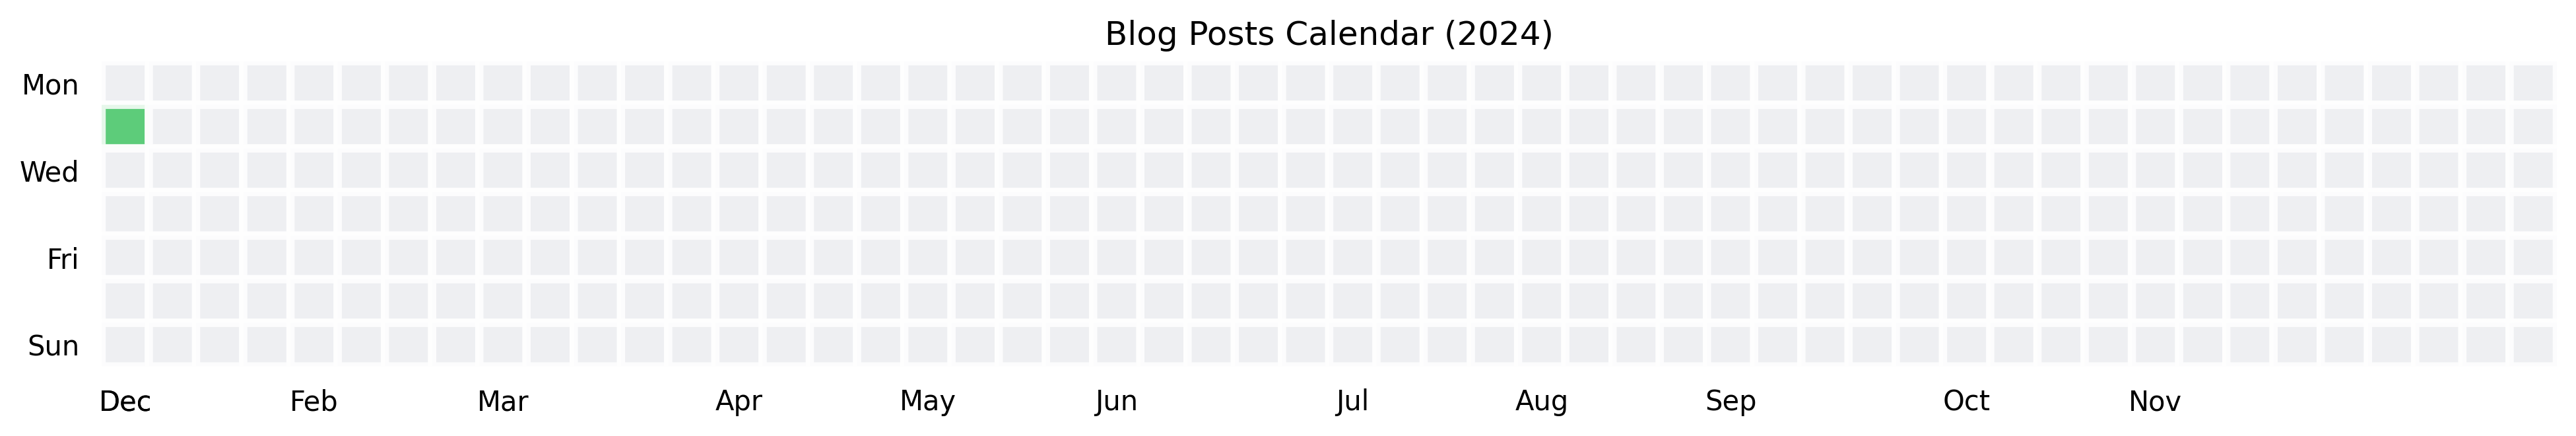 Blog Posts Calendar (2024)
Mon
Wed
Fri
Sun
Dec Feb Mar Apr May Jun Jul Aug Sep Oct Nov